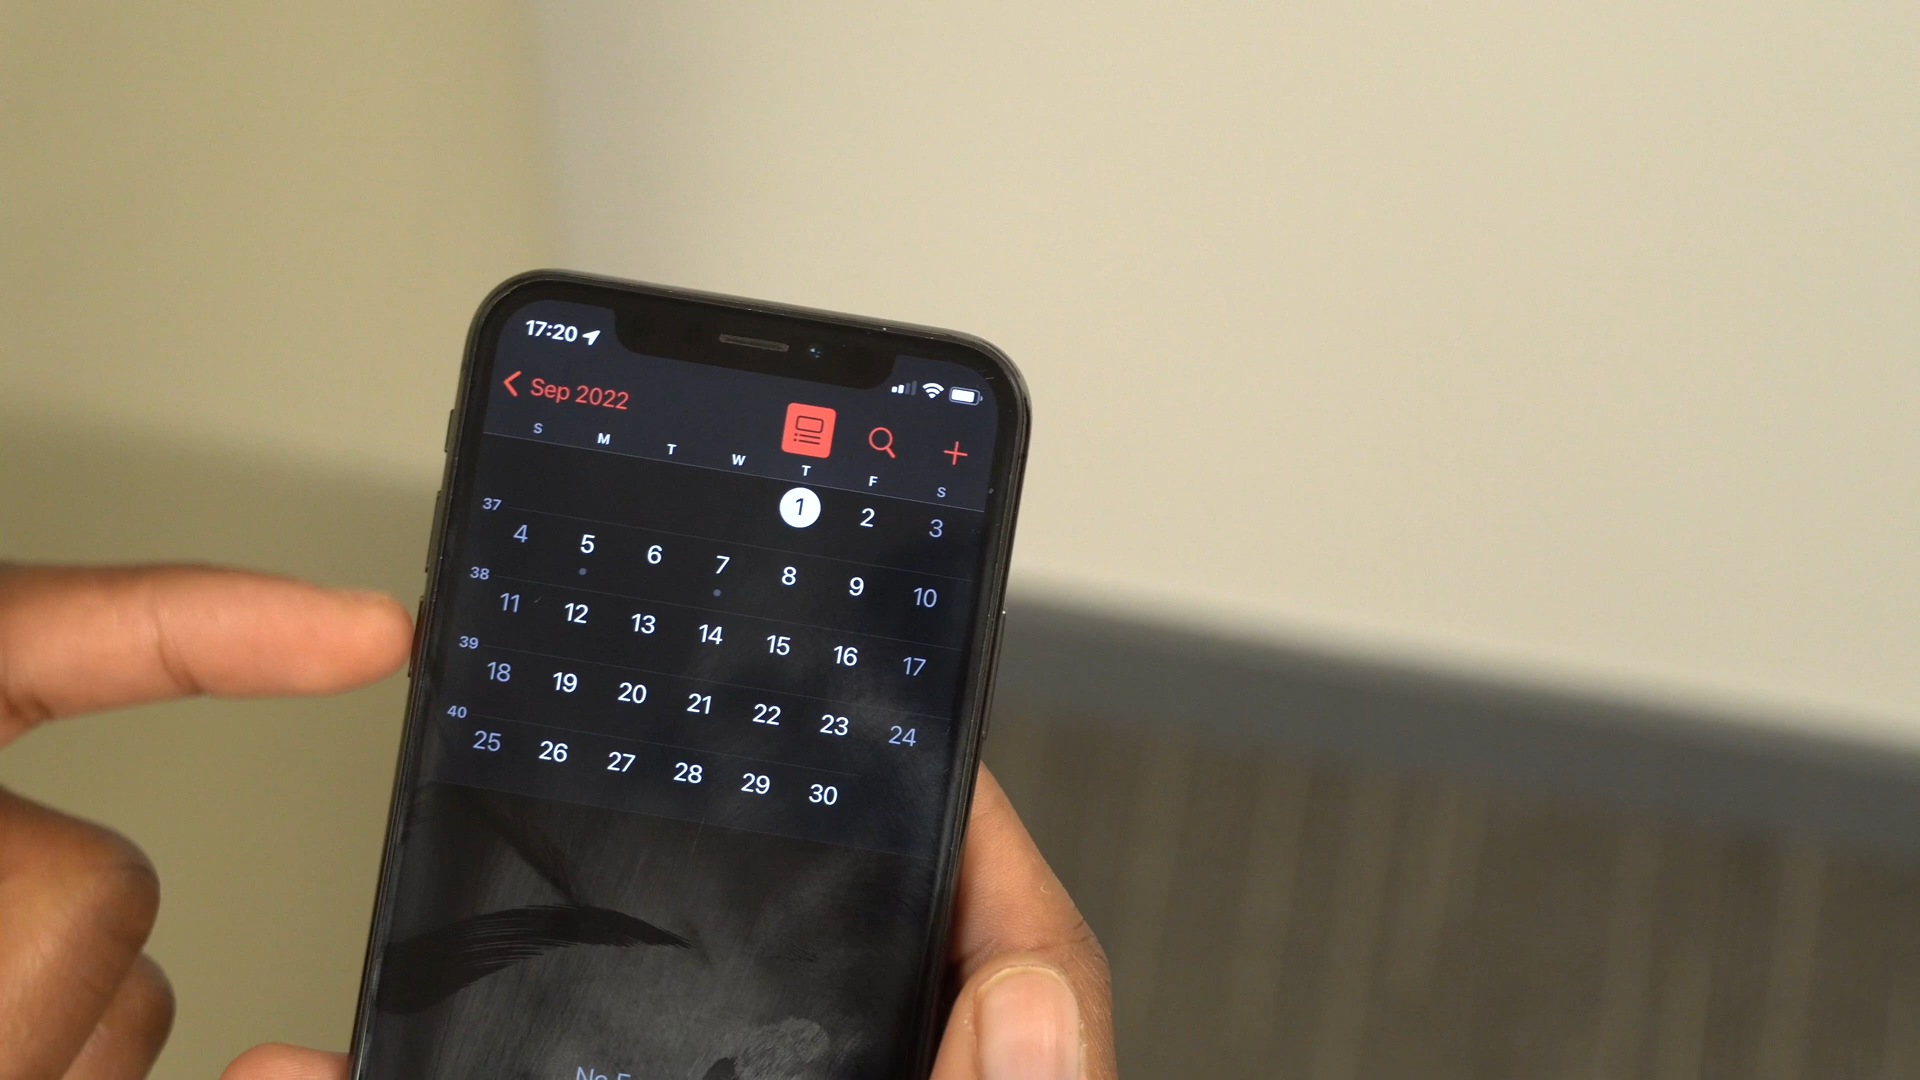 17:20
Sep 2022
S M T W T F S
1 2 3
37
4 5 6 7 8 9 10
38
11 12 13 14 15 16 17
39
18 19 20 21 22 23 24
40
25 26 27 28 29 30
No